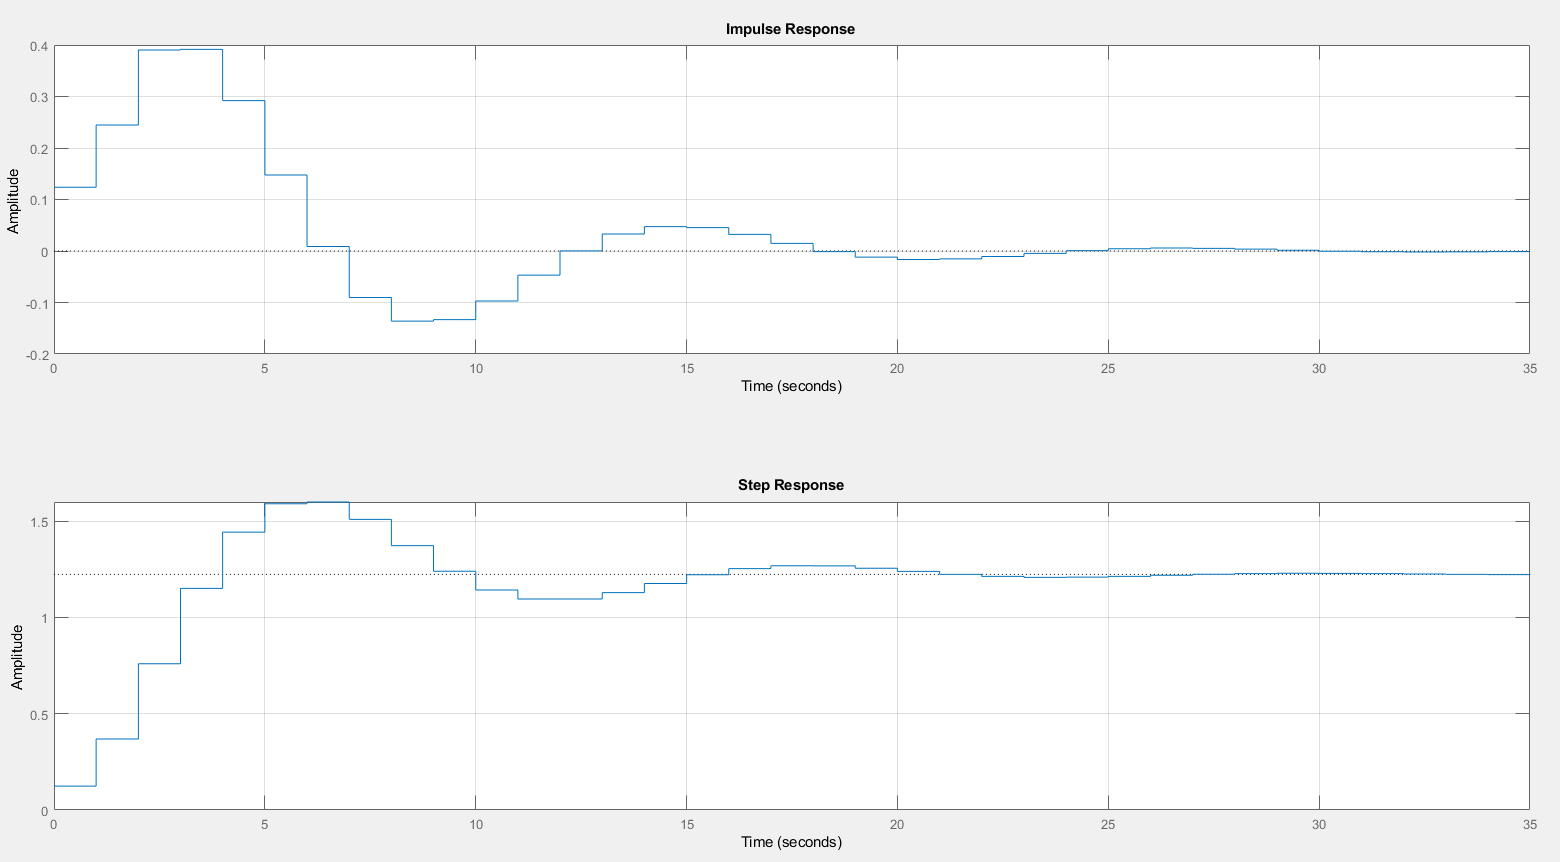 Impulse Response
0.4
0.3
0.2
0.1
0
-0.1
-0.2
Amplitude
0 5 10 15 20 25 30 35
Time (seconds)
Step Response
1.5
1
0.5
0
Amplitude
0 5 10 15 20 25 30 35
Time (seconds)